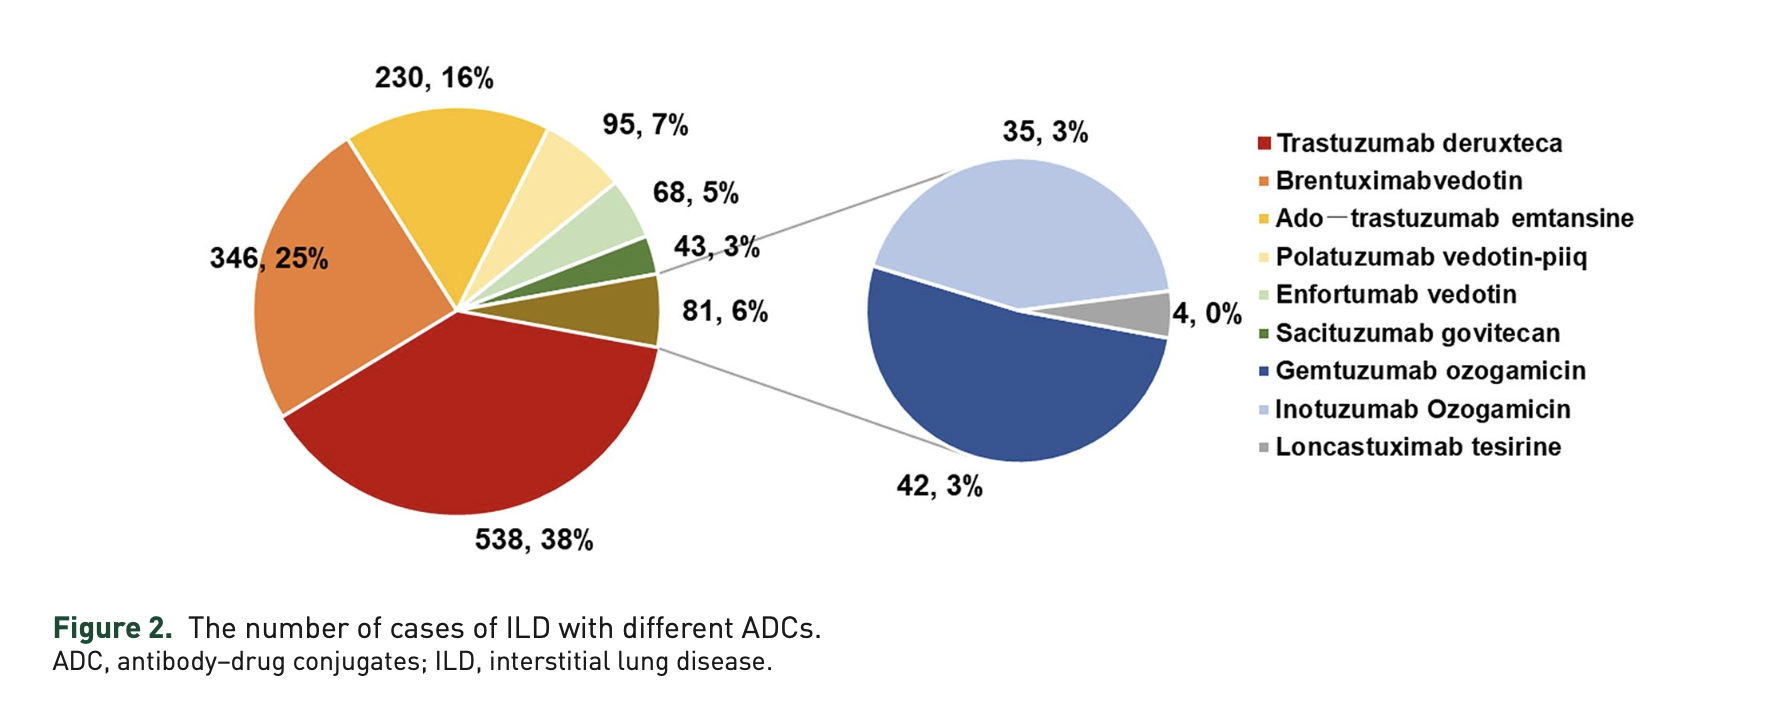 230, 16%
95, 7%
68, 5%
43, 3%
81, 6%
346, 25%
538, 38%
35, 3%
4, 0%
42, 3%
Trastuzumab deruxteca
Brentuximabvedotin
Ado—trastuzumab emtansine
Polatuzumab vedotin-piiq
Enfortumab vedotin
Sacituzumab govitecan
Gemtuzumab ozogamicin
Inotuzumab Ozogamicin
Loncastuximab tesirine
Figure 2. The number of cases of ILD with different ADCs.
ADC, antibody–drug conjugates; ILD, interstitial lung disease.